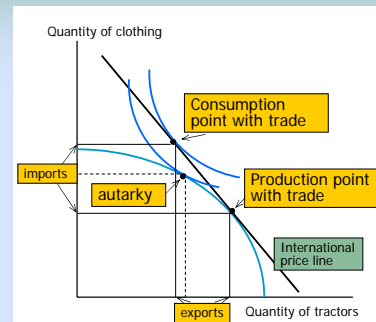 Quantity of clothing
Consumption
point with trade
imports
autarky
Production point
with trade
International
price line
exports
Quantity of tractors